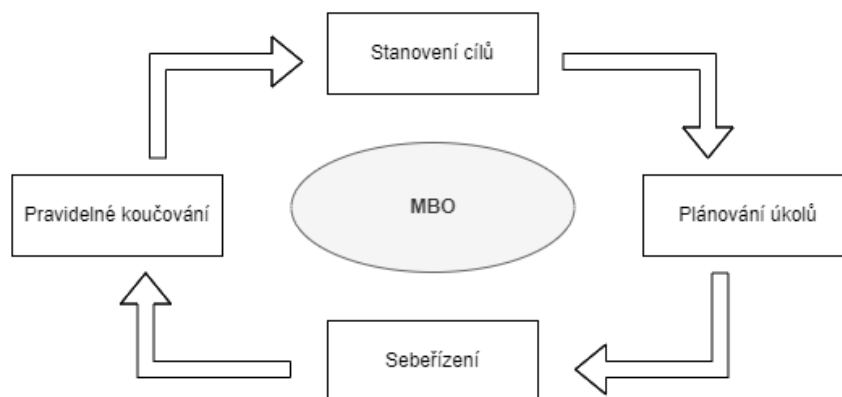 Stanovení cílů
Pravidelné koučování
MBO
Plánování úkolů
Sebeřízení